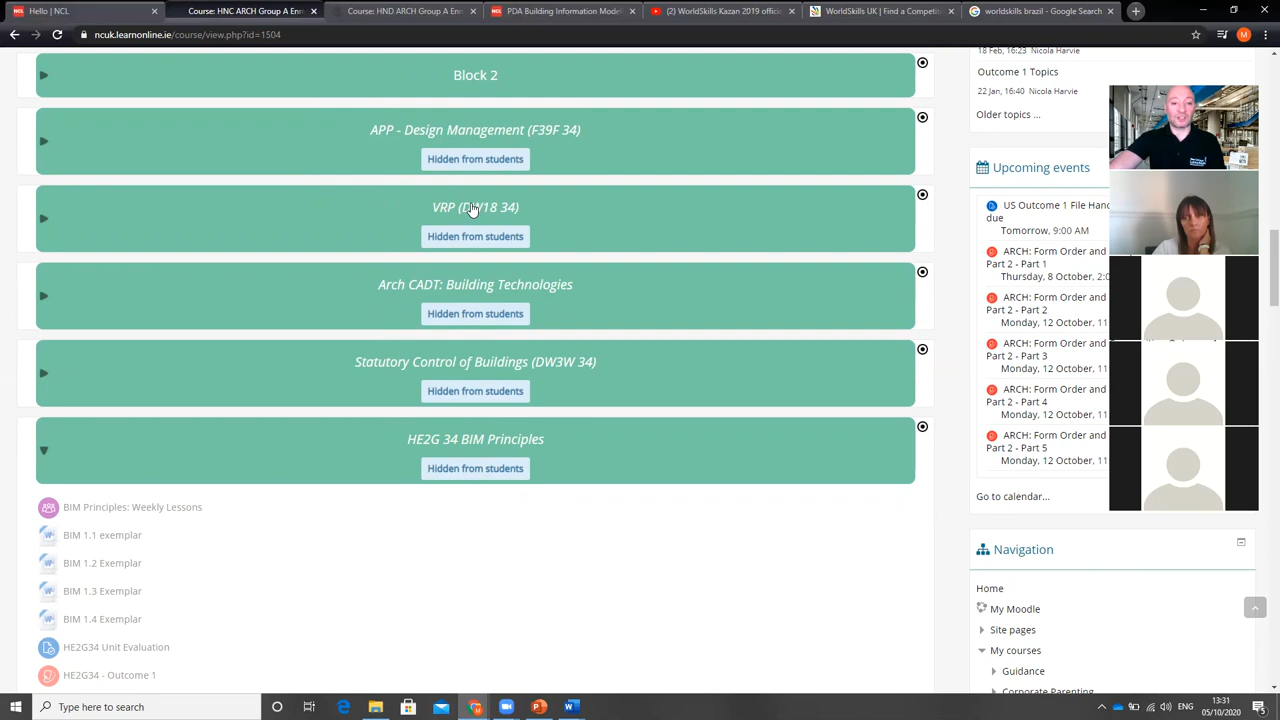 NCL
Course: HNC ARCH Group A Enr
Course: HND ARCH Group A Enr
NCL | PDA Building Information Model
(2) WorldSkills Kazan 2019 offici
WorldSkills UK | Find a Competit
worldskills brazil - Google Search
ncuk.learnonline.ie/course/view.php?id=1504
M
Block 2
APP - Design Management (F39F 34)
Hidden from students
VRP (DW18 34)
Hidden from students
Arch CADT: Building Technologies
Hidden from students
Statutory Control of Buildings (DW3W 34)
Hidden from students
HE2G 34 BIM Principles
Hidden from students
BIM Principles: Weekly Lessons
BIM 1.1 exemplar
BIM 1.2 Exemplar
BIM 1.3 Exemplar
BIM 1.4 Exemplar
HE2G34 Unit Evaluation
HE2G34 - Outcome 1
18 Feb, 16:23 Nicola Harvie
Outcome 1 Topics
22 Jan, 16:40 Nicola Harvie
Older topics ...
Upcoming events
US Outcome 1 File Han
due
Tomorrow, 9:00 AM
ARCH: Form Order and
Part 2 - Part 1
Thursday, 8 October, 2:0
ARCH: Form Order and
Part 2 - Part 2
Monday, 12 October, 11
ARCH: Form Order and
Part 2 - Part 3
Monday, 12 October, 11
ARCH: Form Order and
Part 2 - Part 4
Monday, 12 October, 11
ARCH: Form Order and
Part 2 - Part 5
Monday, 12 October, 11
Go to calendar...
Navigation
Home
My Moodle
Site pages
My courses
Guidance
Corporate Parenting
Type here to search
ENG
13:31
05/10/2020